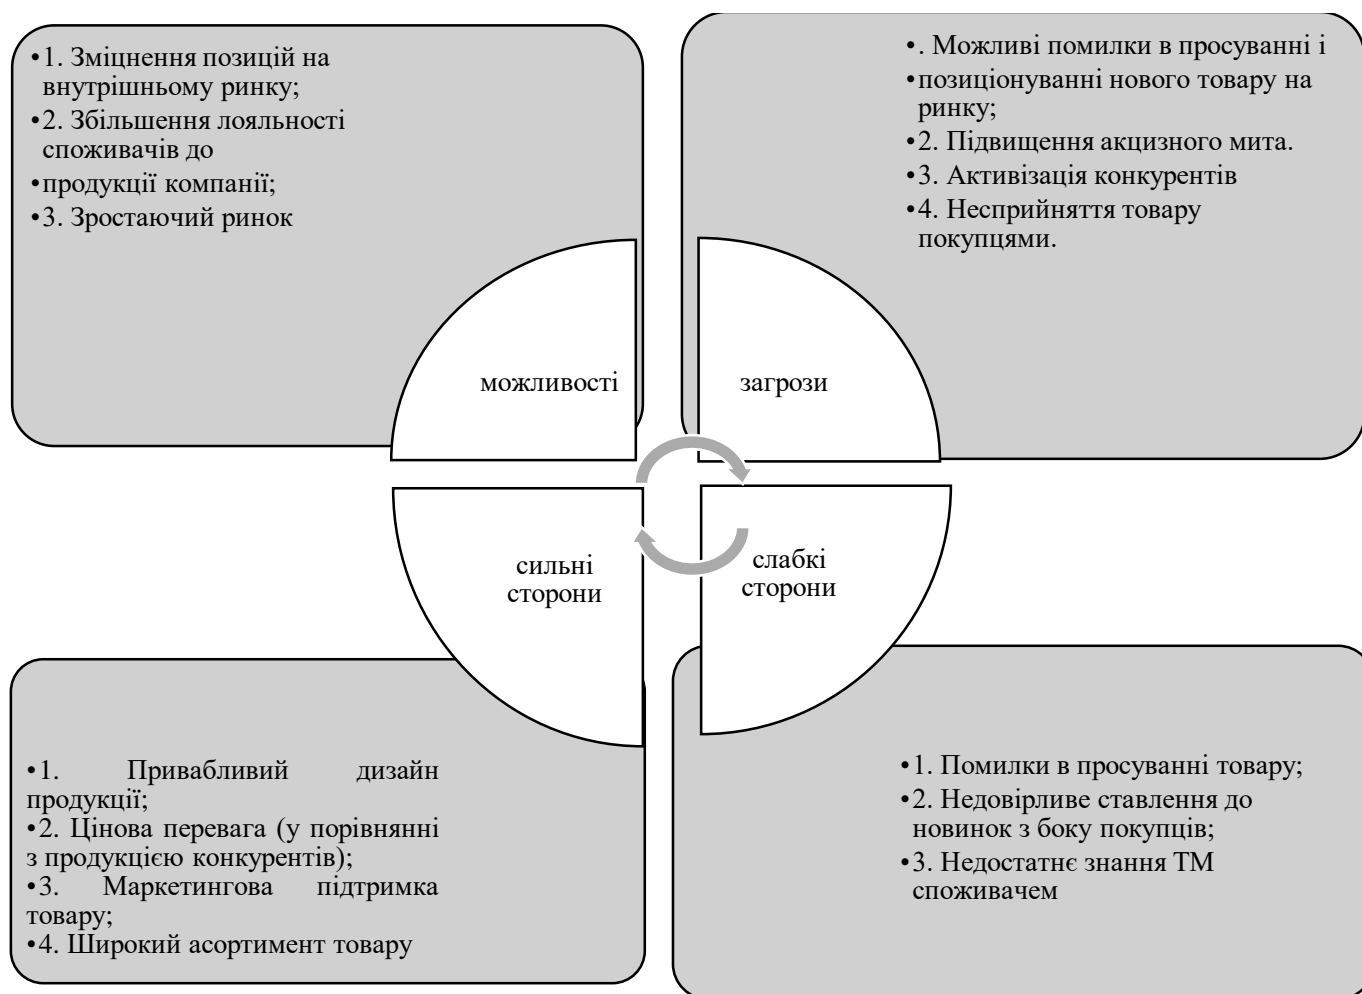 •1. Зміцнення позицій на
внутрішньому ринку;
•2. Збільшення лояльності
споживачів до
•продукції компанії;
•3. Зростаючий ринок
•. Можливі помилки в просуванні і
•позиціонуванні нового товару на
ринку;
•2. Підвищення акцизного мита.
•3. Активізація конкурентів
•4. Несприйняття товару
покупцями.
можливості
загрози
сильні
сторони
слабкі
сторони
•1. Привабливий дизайн
продукції;
•2. Цінова перевага (у порівнянні
з продукцією конкурентів);
•3. Маркетингова підтримка
товару;
•4. Широкий асортимент товару
•1. Помилки в просуванні товару;
•2. Недовірливе ставлення до
новинок з боку покупців;
•3. Недостатнє знання ТМ
споживачем